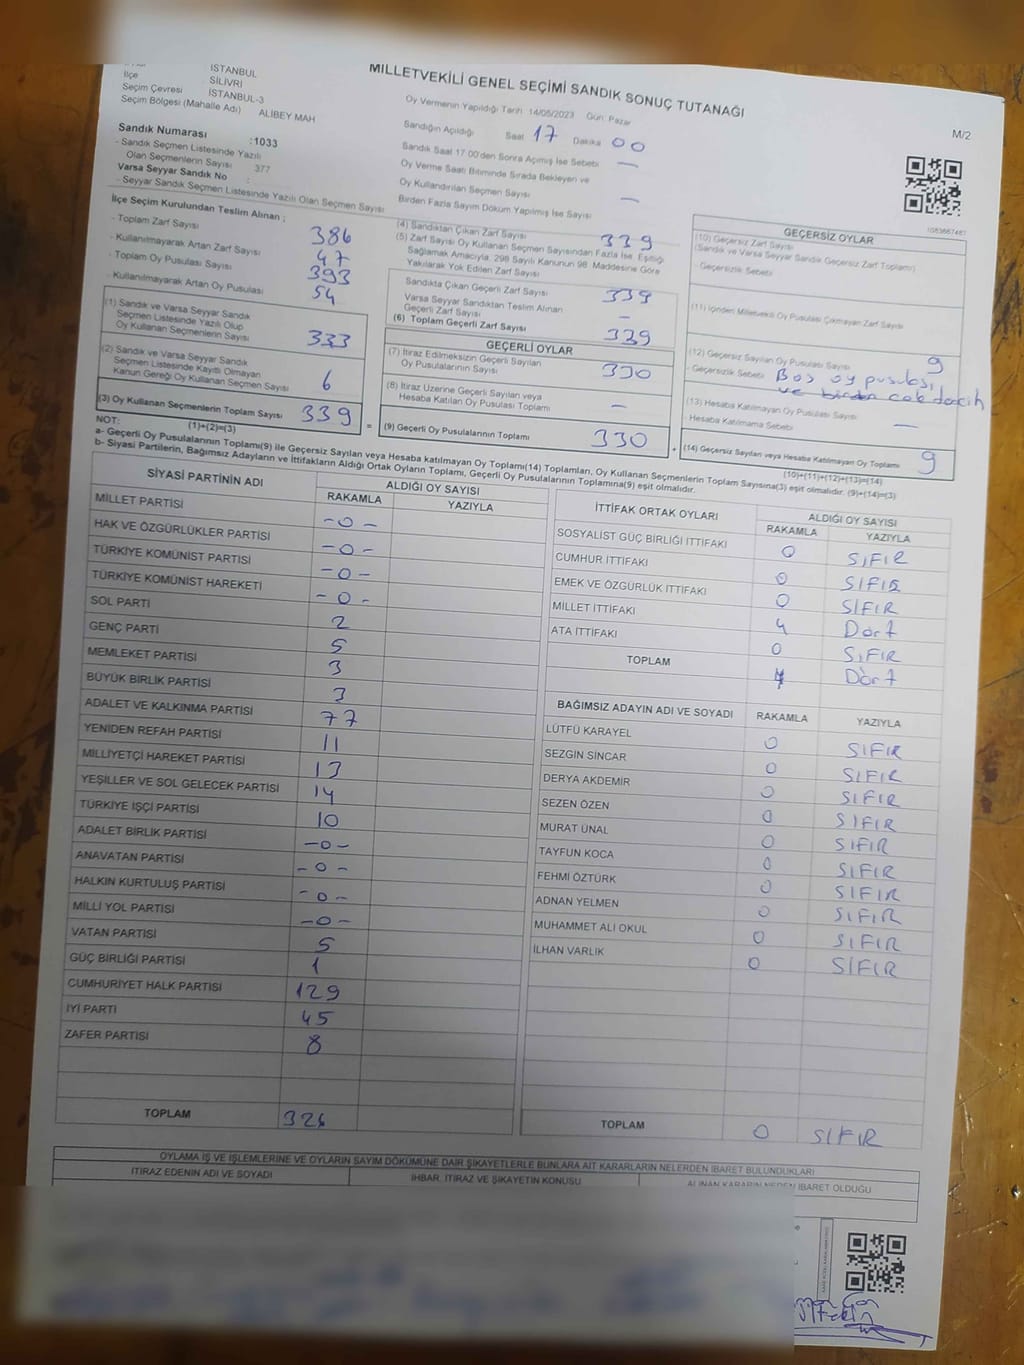 MİLLETVEKİLİ GENEL SEÇİMİ SANDIK SONUÇ TUTANAĞI
M/2
İSTANBUL
İlçe SİLİVRİ
Seçim Çevresi İSTANBUL-3
Seçim Bölgesi (Mahalle Adı) ALİBEY MAH
Sandık Numarası :1033
- Sandık Seçmen Listesinde Yazılı
Olan Seçmenlerin Sayısı 377
Varsa Seyyar Sandık No :
- Seyyar Sandık Seçmen Listesinde Yazılı Olan Seçmen Sayısı
Oy Vermenin Yapıldığı Tarih 14/05/2023 Gün: Pazar
Sandığın Açıldığı Saat 17 Dakika 00
Sandık Saat 17:00'den Sonra Açılmış İse Sebebi —
Oy Verme Saati Bitiminde Sırada Bekleyen ve
Oy Kullandırılan Seçmen Sayısı —
Birden Fazla Sayım Döküm Yapılmış İse Sayısı
İlçe Seçim Kurulundan Teslim Alınan ;
- Toplam Zarf Sayısı 386
- Kullanılmayarak Artan Zarf Sayısı 47
- Toplam Oy Pusulası Sayısı 393
- Kullanılmayarak Artan Oy Pusulası 54
(1) Sandık ve Varsa Seyyar Sandık
Seçmen Listesinde Yazılı Olup
Oy Kullanan Seçmenlerin Sayısı 333
(2) Sandık ve Varsa Seyyar Sandık
Seçmen Listesinde Kayıtlı Olmayan
Kanun Gereği Oy Kullanan Seçmen Sayısı 6
(3) Oy Kullanan Seçmenlerin Toplam Sayısı 339
(1)+(2)=(3)
(4) Sandıktan Çıkan Zarf Sayısı 339
(5) Zarf Sayısı Oy Kullanan Seçmen Sayısından Fazla İse, Eşitliği
Sağlamak Amacıyla, 298 Sayılı Kanunun 98. Maddesine Göre
Yakılarak Yok Edilen Zarf Sayısı
Sandıkta Çıkan Geçerli Zarf Sayısı 339
Varsa Seyyar Sandıktan Teslim Alınan
Geçerli Zarf Sayısı —
(6) Toplam Geçerli Zarf Sayısı 339
GEÇERLİ OYLAR
(7) İtiraz Edilmeksizin Geçerli Sayılan
Oy Pusulalarının Sayısı 330
(8) İtiraz Üzerine Geçerli Sayılan veya
Hesaba Katılan Oy Pusulası Toplamı —
= (9) Geçerli Oy Pusulalarının Toplamı 330
1083667487
GEÇERSİZ OYLAR
(10) Geçersiz Zarf Sayısı
(Sandık ve Varsa Seyyar Sandık Geçersiz Zarf Toplamı)
- Geçersizlik Sebebi
(11) İçinden Milletvekili Oy Pusulası Çıkmayan Zarf Sayısı
(12) Geçersiz Sayılan Oy Pusulası Sayısı 9
- Geçersizlik Sebebi Boş oy pusulası
ve birden
(13) Hesaba Katılmayan Oy Pusulası Sayısı
Hesaba Katılmama Sebebi —
+ (14) Geçersiz Sayılan veya Hesaba Katılmayan Oy Toplamı 9
(10)+(11)+(12)+(13)=(14)
NOT:
a- Geçerli Oy Pusulalarının Toplamı(9) ile Geçersiz Sayılan veya Hesaba katılmayan Oy Toplamı(14) Toplamları, Oy Kullanan Seçmenlerin Toplam Sayısına(3) eşit olmalıdır. (9)+(14)=(3)
b- Siyasi Partilerin, Bağımsız Adayların ve İttifakların Aldığı Ortak Oyların Toplamı, Geçerli Oy Pusulalarının Toplamına(9) eşit olmalıdır.
SİYASİ PARTİNİN ADI ALDIĞI OY SAYISI
RAKAMLA YAZIYLA
MİLLET PARTİSİ -0-
HAK VE ÖZGÜRLÜKLER PARTİSİ -0-
TÜRKİYE KOMÜNİST PARTİSİ -0-
TÜRKİYE KOMÜNİST HAREKETİ -0-
SOL PARTİ 2
GENÇ PARTİ 5
MEMLEKET PARTİSİ 3
BÜYÜK BİRLİK PARTİSİ 3
ADALET VE KALKINMA PARTİSİ 77
YENİDEN REFAH PARTİSİ 11
MİLLİYETÇİ HAREKET PARTİSİ 13
YEŞİLLER VE SOL GELECEK PARTİSİ 14
TÜRKİYE İŞÇİ PARTİSİ 10
ADALET BİRLİK PARTİSİ -0-
ANAVATAN PARTİSİ -0-
HALKIN KURTULUŞ PARTİSİ -0-
MİLLİ YOL PARTİSİ -0-
VATAN PARTİSİ 5
GÜÇ BİRLİĞİ PARTİSİ 1
CUMHURİYET HALK PARTİSİ 129
İYİ PARTİ 45
ZAFER PARTİSİ 8
TOPLAM 326
İTTİFAK ORTAK OYLARI ALDIĞI OY SAYISI
RAKAMLA YAZIYLA
SOSYALİST GÜÇ BİRLİĞİ İTTİFAKI 0 SIFIR
CUMHUR İTTİFAKI 0 SIFIR
EMEK VE ÖZGÜRLÜK İTTİFAKI 0 SIFIR
MİLLET İTTİFAKI 4 Dört
ATA İTTİFAKI 0 SIFIR
TOPLAM 4 Dört
BAĞIMSIZ ADAYIN ADI VE SOYADI RAKAMLA YAZIYLA
LÜTFÜ KARAYEL 0 SIFIR
SEZGİN SİNCAR 0 SIFIR
DERYA AKDEMİR 0 SIFIR
SEZEN ÖZEN 0 SIFIR
MURAT ÜNAL 0 SIFIR
TAYFUN KOCA 0 SIFIR
FEHMİ ÖZTÜRK 0 SIFIR
ADNAN YELMEN 0 SIFIR
MUHAMMET ALİ OKUL 0 SIFIR
İLHAN VARLIK 0 SIFIR
TOPLAM 0 SIFIR
OYLAMA İŞ VE İŞLEMLERİNE VE OYLARIN SAYIM DÖKÜMÜNE DAİR ŞİKAYETLERLE BUNLARA AİT KARARLARIN NELERDEN İBARET BULUNDUKLARI
İTİRAZ EDENİN ADI VE SOYADI İHBAR, İTİRAZ VE ŞİKAYETİN KONUSU ALINAN KARARIN NEDEN İBARET OLDUĞU